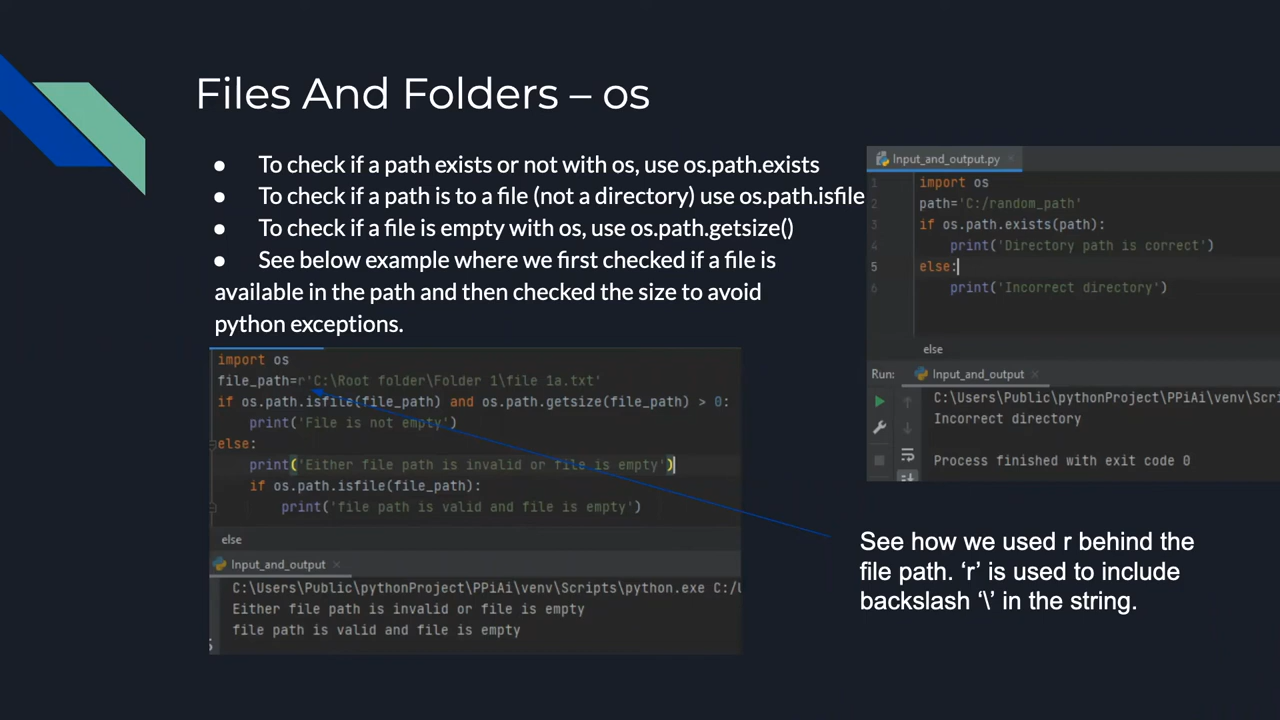 Files And Folders – os
● To check if a path exists or not with os, use os.path.exists
● To check if a path is to a file (not a directory) use os.path.isfile
● To check if a file is empty with os, use os.path.getsize()
● See below example where we first checked if a file is
available in the path and then checked the size to avoid
python exceptions.
import os
file_path=r'C:\Root folder\Folder 1\file 1a.txt'
if os.path.isfile(file_path) and os.path.getsize(file_path) > 0:
    print('File is not empty')
else:
    print('Either file path is invalid or file is empty')
    if os.path.isfile(file_path):
        print('file path is valid and file is empty')
else
Input_and_output ×
C:\Users\Public\pythonProject\PPiAi\venv\Scripts\python.exe C:/
Either file path is invalid or file is empty
file path is valid and file is empty
Input_and_output.py ×
1 import os
2 path='C:/random_path'
3 if os.path.exists(path):
4     print('Directory path is correct')
5 else:
6     print('Incorrect directory')
else
Run: Input_and_output ×
C:\Users\Public\pythonProject\PPiAi\venv\Sc
Incorrect directory
Process finished with exit code 0
See how we used r behind the
file path. ‘r’ is used to include
backslash ‘\’ in the string.